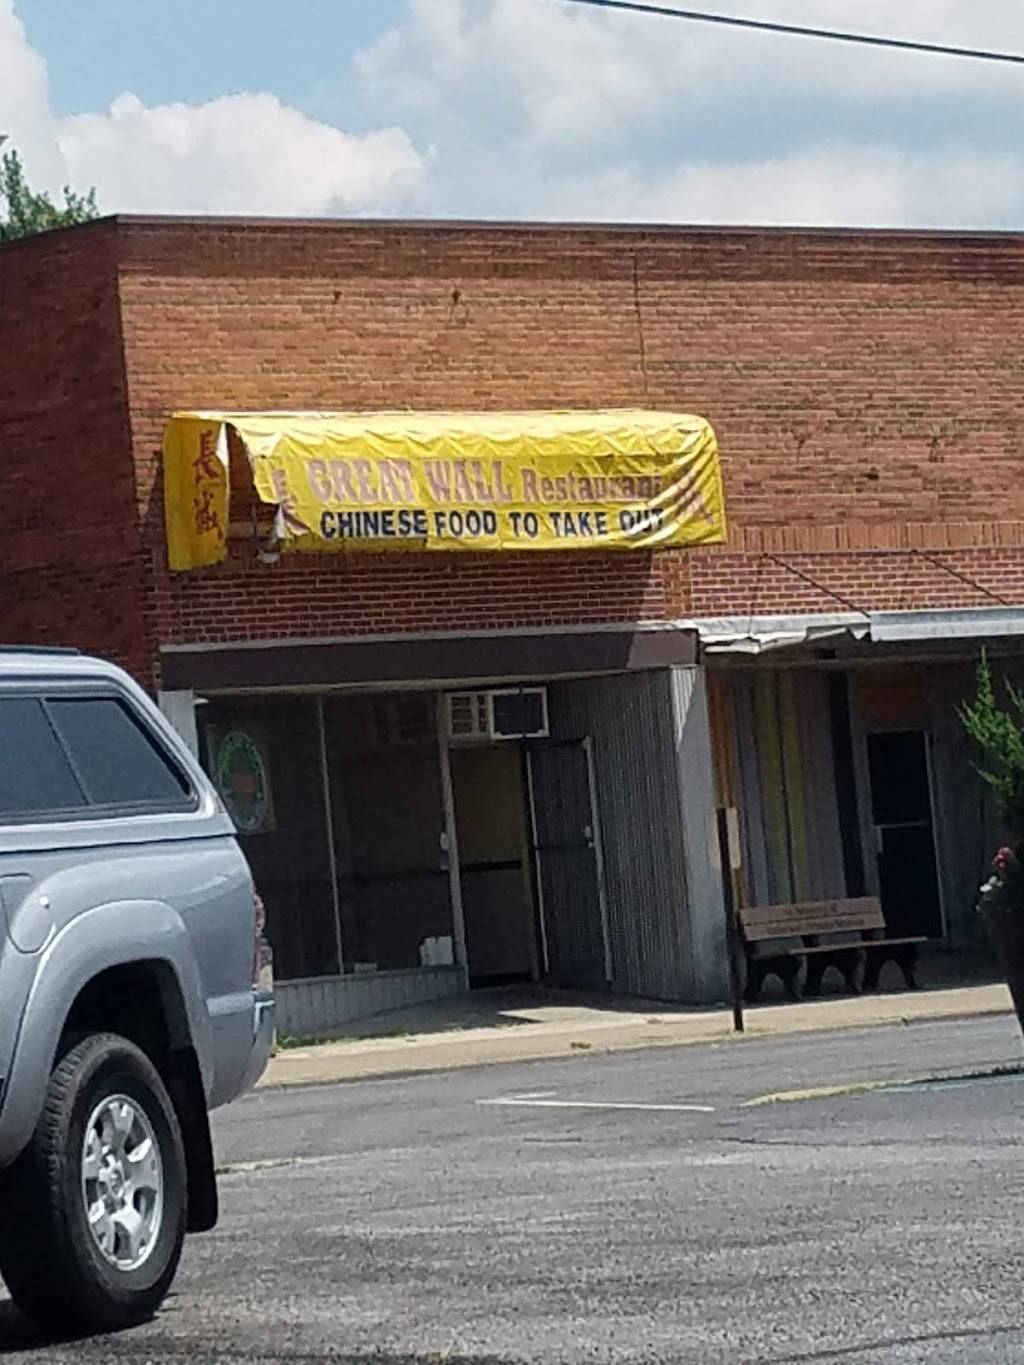 長城
GREAT WALL Restaurant
CHINESE FOOD TO TAKE OUT